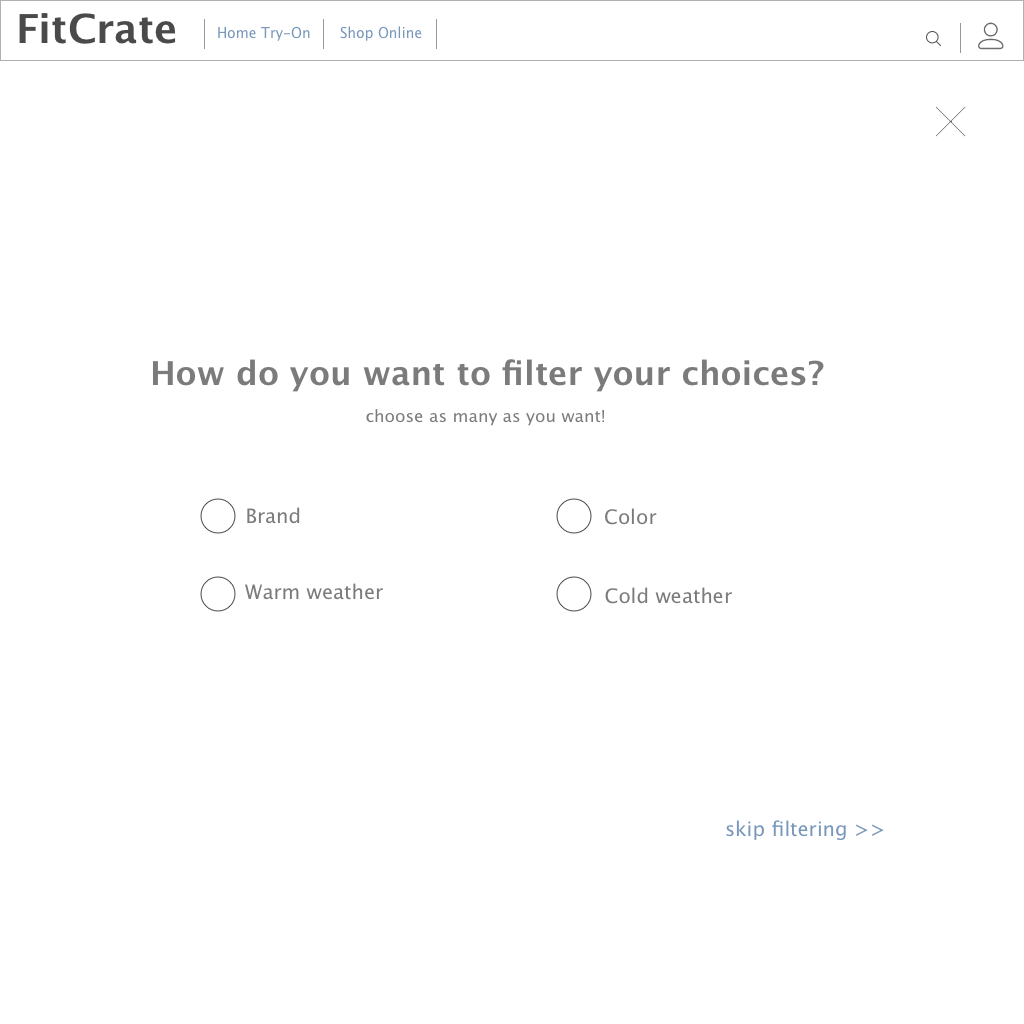 FitCrate
Home Try-On
Shop Online
How do you want to filter your choices?
choose as many as you want!
Brand
Color
Warm weather
Cold weather
skip filtering >>